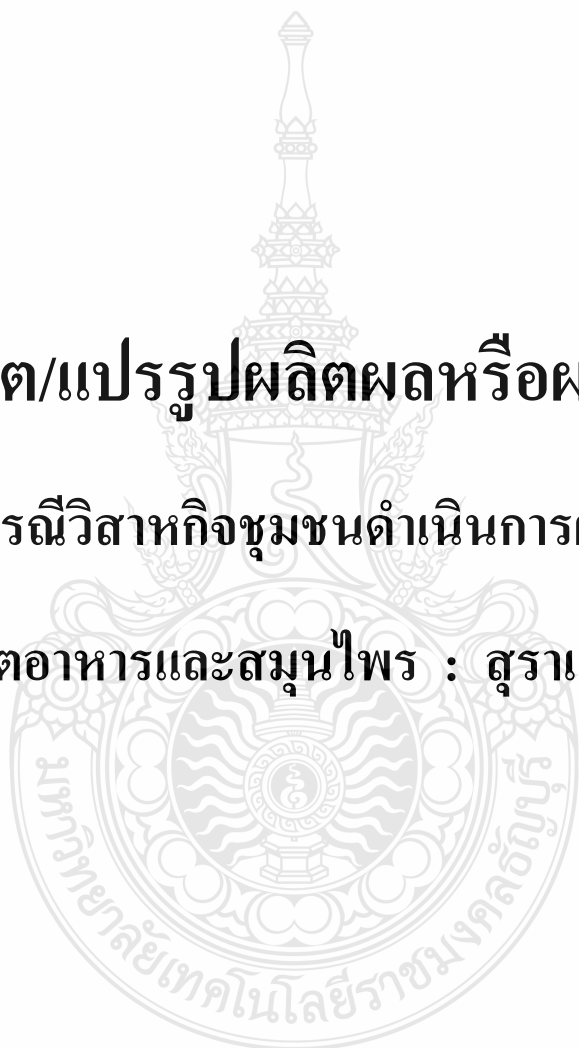 ต/แปรรูปผลิตผลหรือผ
รณีวิสาหกิจชุมชนดำเนินการผ
ตอาหารและสมุนไพร : สุราแ
มหาวิทยาลัยเทคโนโลยีราชมงคลธัญบุรี